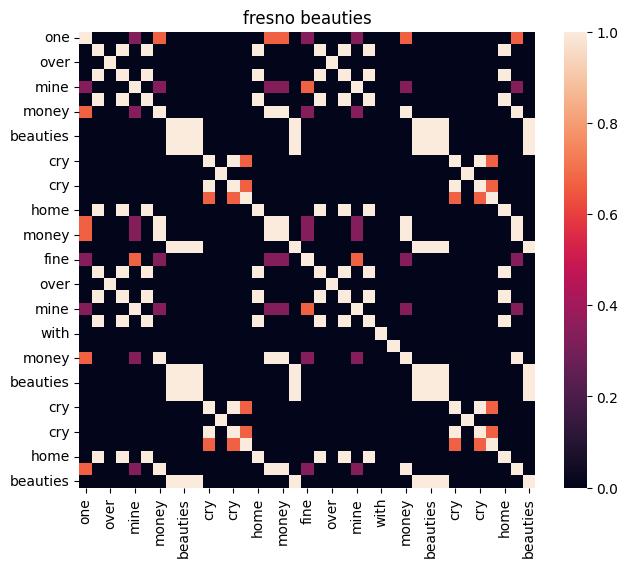 fresno beauties
one
over
mine
money
beauties
cry
cry
home
money
fine
over
mine
with
money
beauties
cry
cry
home
beauties
one
over
mine
money
beauties
cry
cry
home
money
fine
over
mine
with
money
beauties
cry
cry
home
beauties
1.0
0.8
0.6
0.4
0.2
0.0